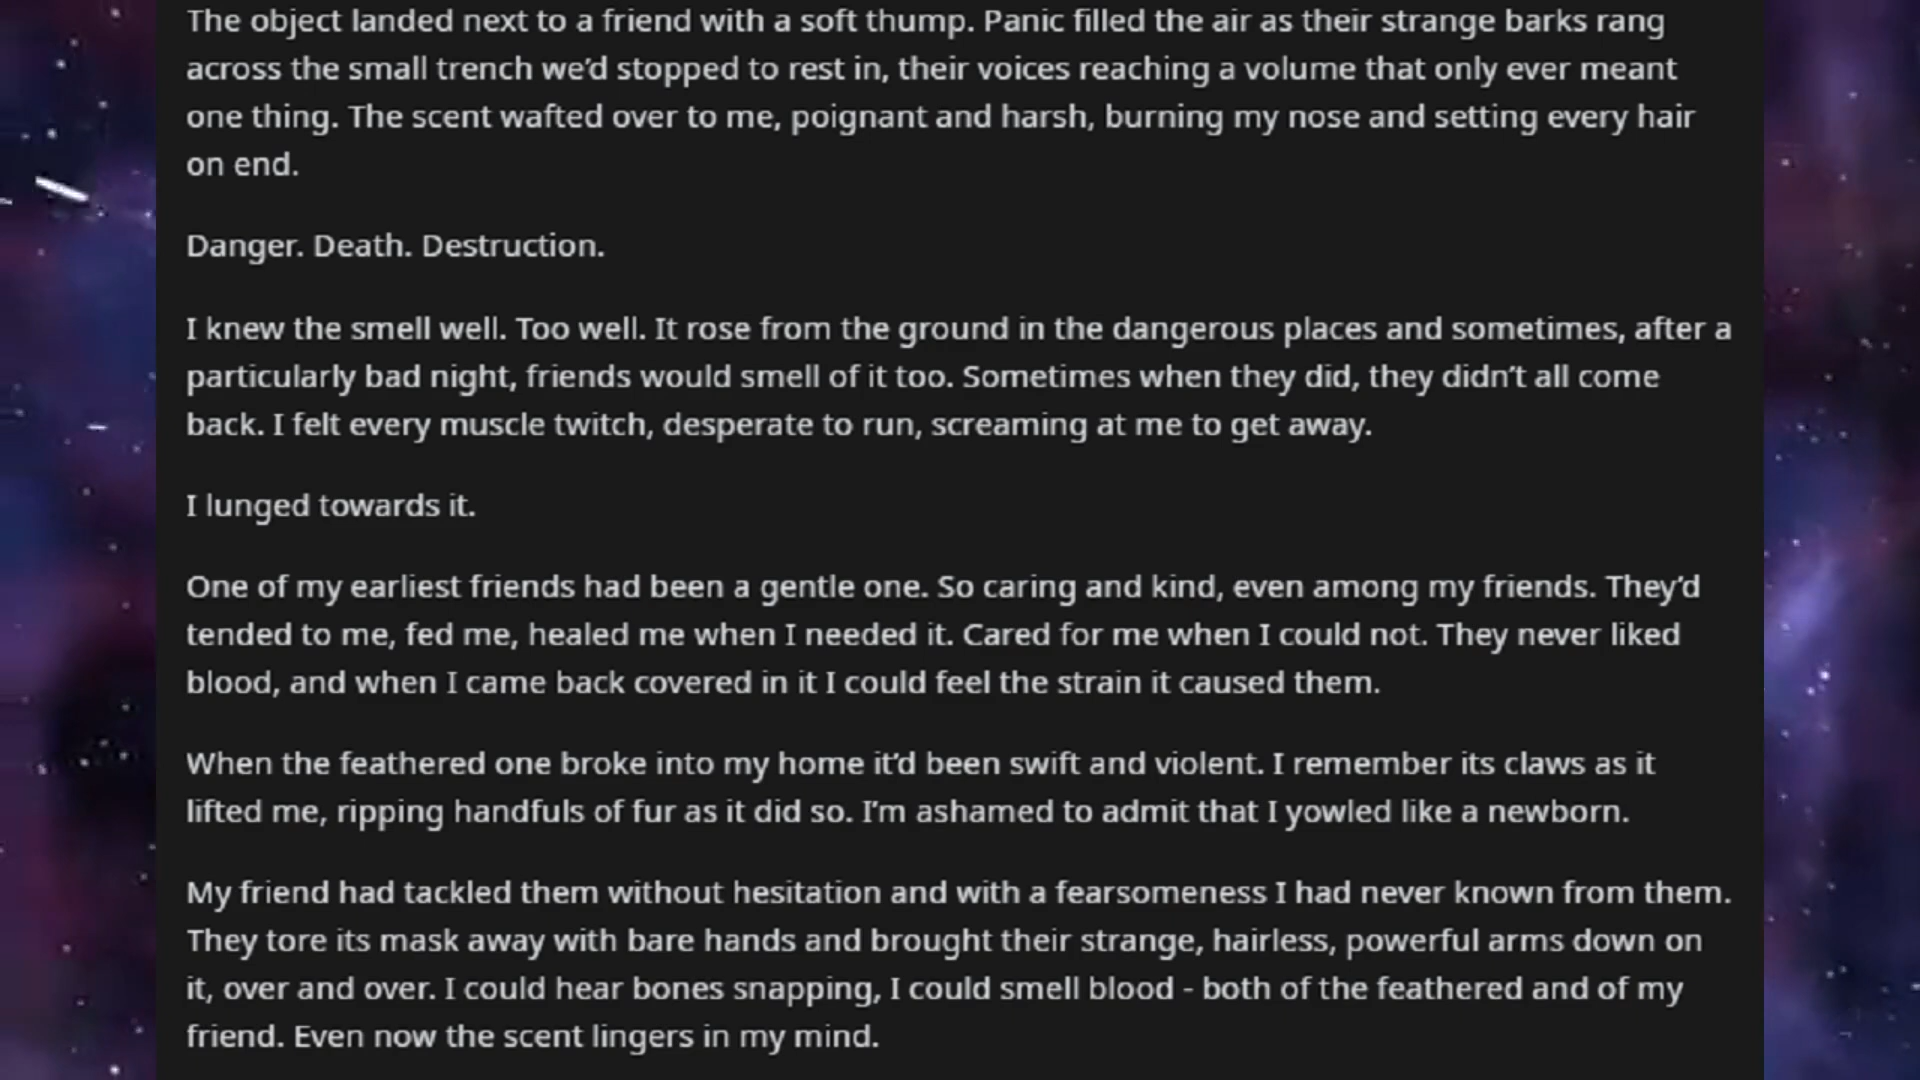 The object landed next to a friend with a soft thump. Panic filled the air as their strange barks rang
across the small trench we’d stopped to rest in, their voices reaching a volume that only ever meant
one thing. The scent wafted over to me, poignant and harsh, burning my nose and setting every hair
on end.
Danger. Death. Destruction.
I knew the smell well. Too well. It rose from the ground in the dangerous places and sometimes, after a
particularly bad night, friends would smell of it too. Sometimes when they did, they didn’t all come
back. I felt every muscle twitch, desperate to run, screaming at me to get away.
I lunged towards it.
One of my earliest friends had been a gentle one. So caring and kind, even among my friends. They’d
tended to me, fed me, healed me when I needed it. Cared for me when I could not. They never liked
blood, and when I came back covered in it I could feel the strain it caused them.
When the feathered one broke into my home it’d been swift and violent. I remember its claws as it
lifted me, ripping handfuls of fur as it did so. I’m ashamed to admit that I yowled like a newborn.
My friend had tackled them without hesitation and with a fearsomeness I had never known from them.
They tore its mask away with bare hands and brought their strange, hairless, powerful arms down on
it, over and over. I could hear bones snapping, I could smell blood - both of the feathered and of my
friend. Even now the scent lingers in my mind.